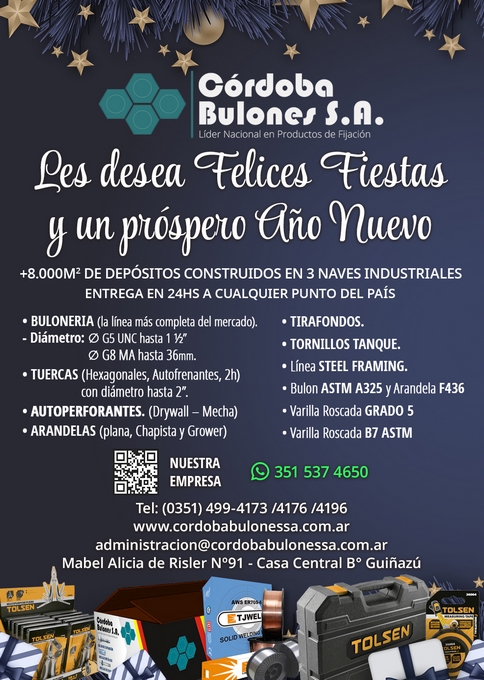 Córdoba
Bulones S.A.
Líder Nacional en Productos de Fijación
Les desea Felices Fiestas
y un próspero Año Nuevo
+8.000M² DE DEPÓSITOS CONSTRUIDOS EN 3 NAVES INDUSTRIALES
ENTREGA EN 24HS A CUALQUIER PUNTO DEL PAÍS
• BULONERIA (la línea más completa del mercado).
- Diámetro: ∅ G5 UNC hasta 1 ½”
∅ G8 MA hasta 36mm.
• TUERCAS (Hexagonales, Autofrenantes, 2h)
con diámetro hasta 2”.
• AUTOPERFORANTES. (Drywall – Mecha)
• ARANDELAS (plana, Chapista y Grower)
• TIRAFONDOS.
• TORNILLOS TANQUE.
• Línea STEEL FRAMING.
• Bulon ASTM A325 y Arandela F436
• Varilla Roscada GRADO 5
• Varilla Roscada B7 ASTM
NUESTRA
EMPRESA
351 537 4650
Tel: (0351) 499-4173 /4176 /4196
www.cordobabulonessa.com.ar
administracion@cordobabulonessa.com.ar
Mabel Alicia de Risler N°91 - Casa Central B° Guiñazú
TOLSEN
Córdoba
Bulones S.A.
AWS ER70S-6
TJWEL
SOLID WELDING
TOLSEN
TOLSEN